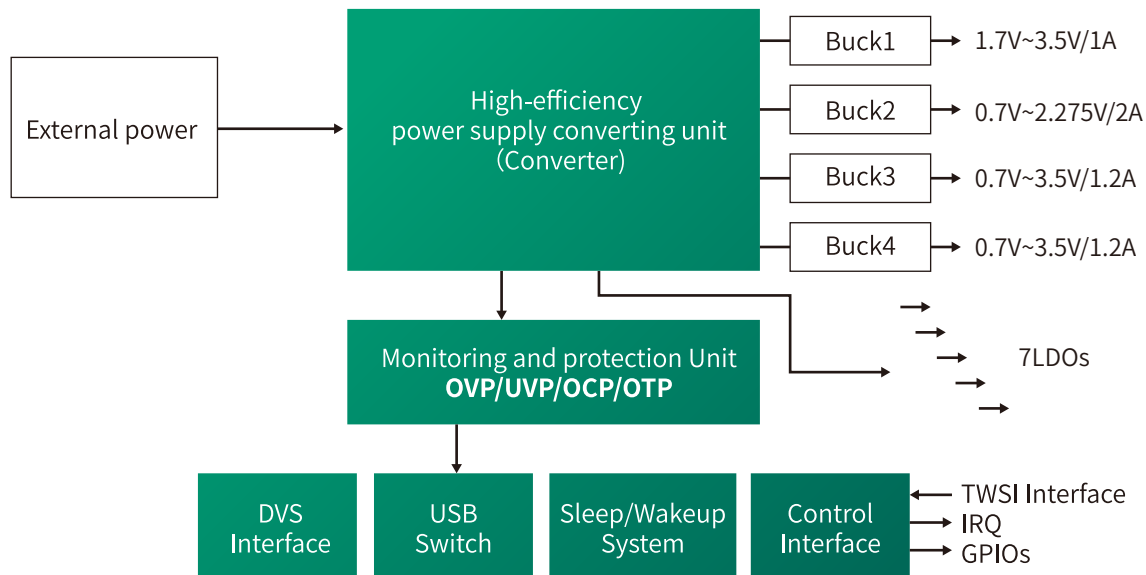 External power
High-efficiency
power supply converting unit
（Converter）
Buck1
1.7V~3.5V/1A
Buck2
0.7V~2.275V/2A
Buck3
0.7V~3.5V/1.2A
Buck4
0.7V~3.5V/1.2A
Monitoring and protection Unit
OVP/UVP/OCP/OTP
7LDOs
DVS
Interface
USB
Switch
Sleep/Wakeup
System
Control
Interface
TWSI Interface
IRQ
GPIOs